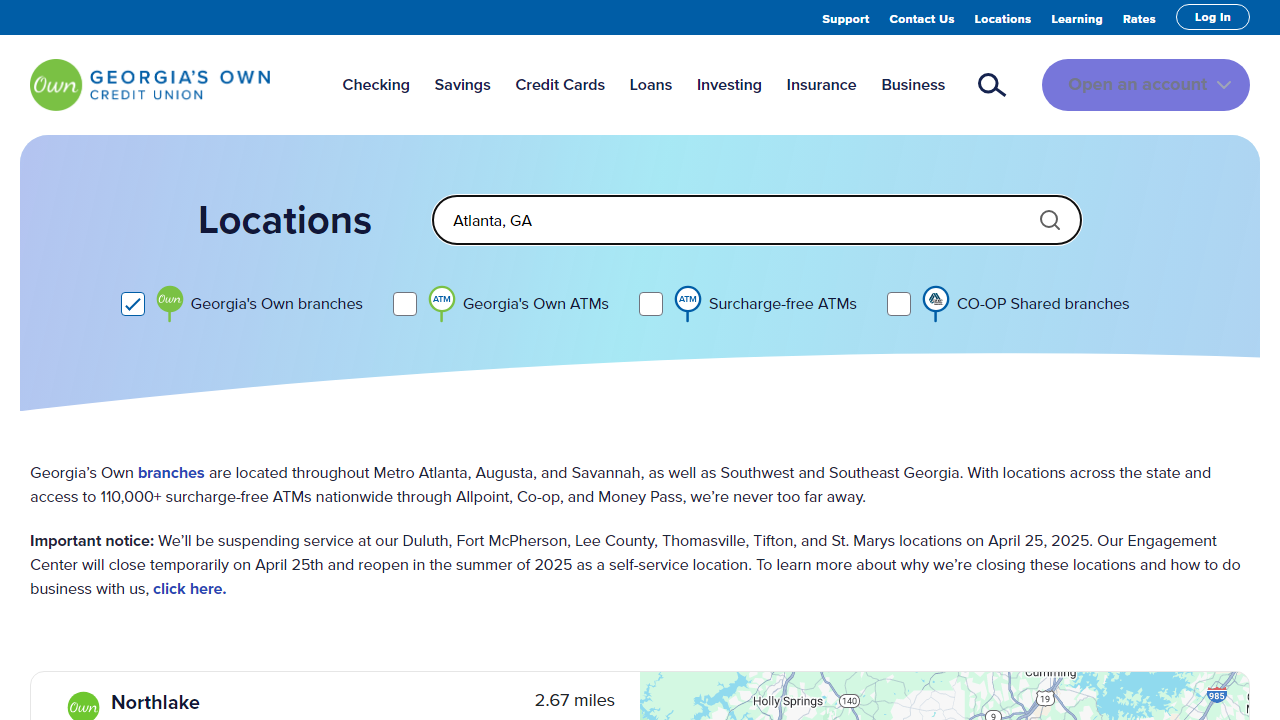 Support Contact Us Locations Learning Rates Log In
Own GEORGIA'S OWN
CREDIT UNION
Checking Savings Credit Cards Loans Investing Insurance Business Open an account
Locations
Atlanta, GA
Own Georgia's Own branches ATM Georgia's Own ATMs ATM Surcharge-free ATMs CO-OP Shared branches
Georgia’s Own branches are located throughout Metro Atlanta, Augusta, and Savannah, as well as Southwest and Southeast Georgia. With locations across the state and
access to 110,000+ surcharge-free ATMs nationwide through Allpoint, Co-op, and Money Pass, we’re never too far away.
Important notice: We’ll be suspending service at our Duluth, Fort McPherson, Lee County, Thomasville, Tifton, and St. Marys locations on April 25, 2025. Our Engagement
Center will close temporarily on April 25th and reopen in the summer of 2025 as a self-service location. To learn more about why we’re closing these locations and how to do
business with us, click here.
Own Northlake 2.67 miles
Cumming
Holly Springs 140 19 985
9